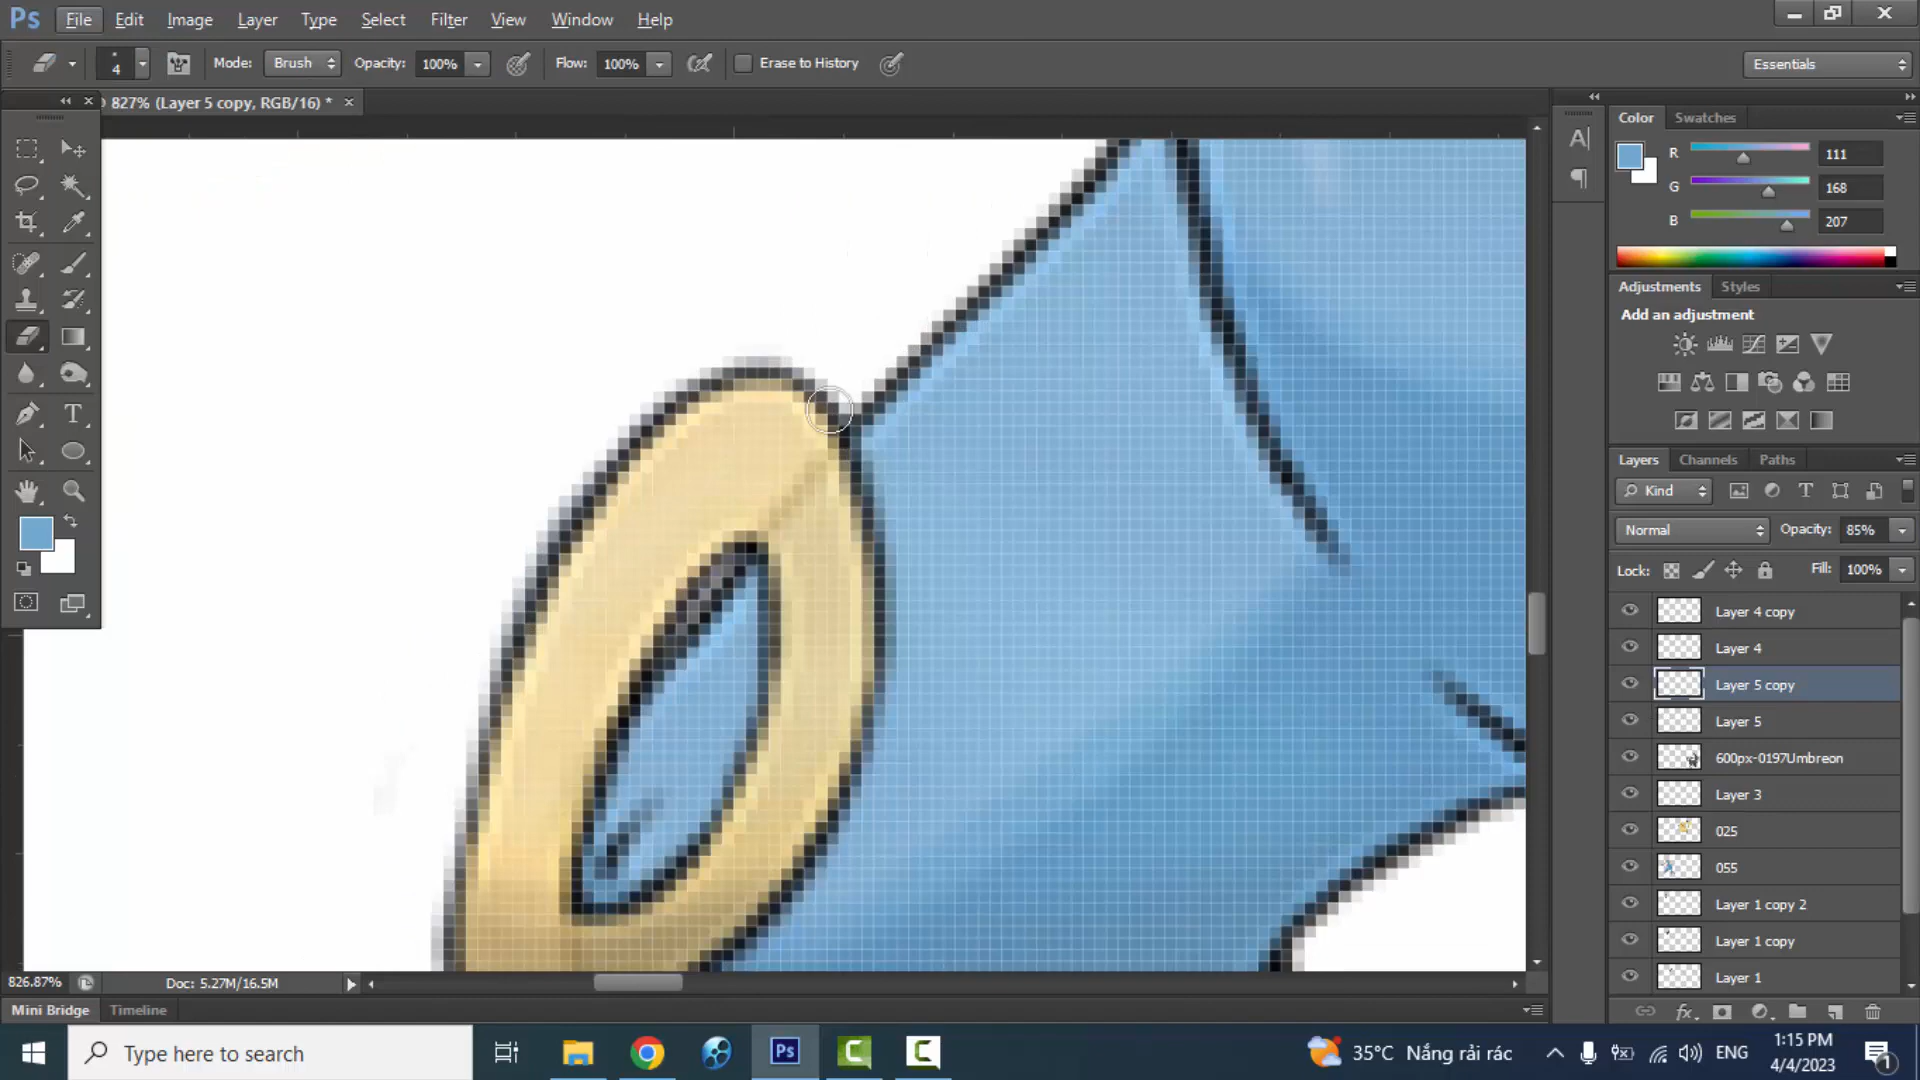 Ps File Edit Image Layer Type Select Filter View Window Help
4 Mode: Brush Opacity: 100% Flow: 100% Erase to History Essentials
827% (Layer 5 copy, RGB/16) *
Color Swatches
R 111
G 168
B 207
Adjustments Styles
Add an adjustment
Layers Channels Paths
Kind
Normal Opacity: 85%
Lock: Fill: 100%
Layer 4 copy
Layer 4
Layer 5 copy
Layer 5
600px-0197Umbreon
Layer 3
025
055
Layer 1 copy 2
Layer 1 copy
Layer 1
826.87% Doc: 5.27M/16.5M
Mini Bridge Timeline
Type here to search
35°C Nắng rải rác
ENG
1:15 PM
4/4/2023
1